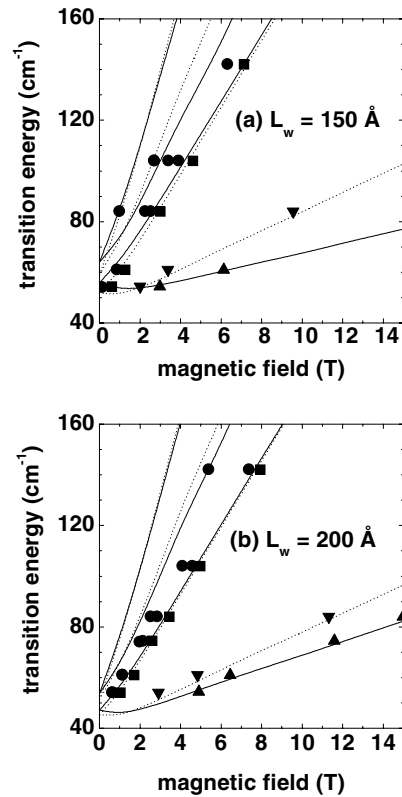 160
120
80
40
transition energy (cm⁻¹)
(a) L_w = 150 Å
0 2 4 6 8 10 12 14
magnetic field (T)
160
120
80
40
transition energy (cm⁻¹)
(b) L_w = 200 Å
0 2 4 6 8 10 12 14
magnetic field (T)